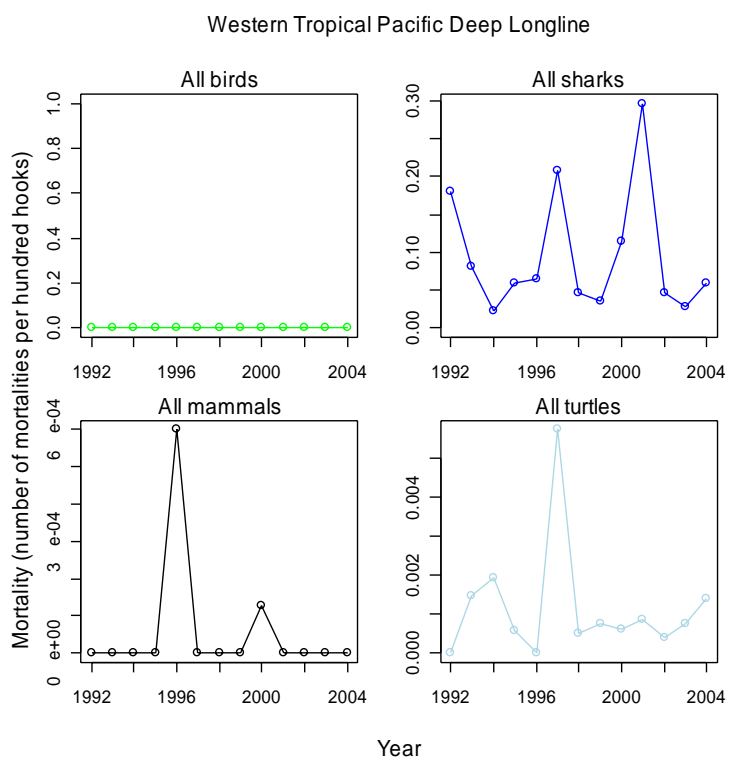 Western Tropical Pacific Deep Longline
All birds
All sharks
Mortality (number of mortalities per hundred hooks)
0.0 0.2 0.4 0.6 0.8 1.0
1992 1996 2000 2004
0.00 0.10 0.20 0.30
1992 1996 2000 2004
All mammals
All turtles
0 e+00 3 e-04 6 e-04
1992 1996 2000 2004
0.000 0.002 0.004
1992 1996 2000 2004
Year